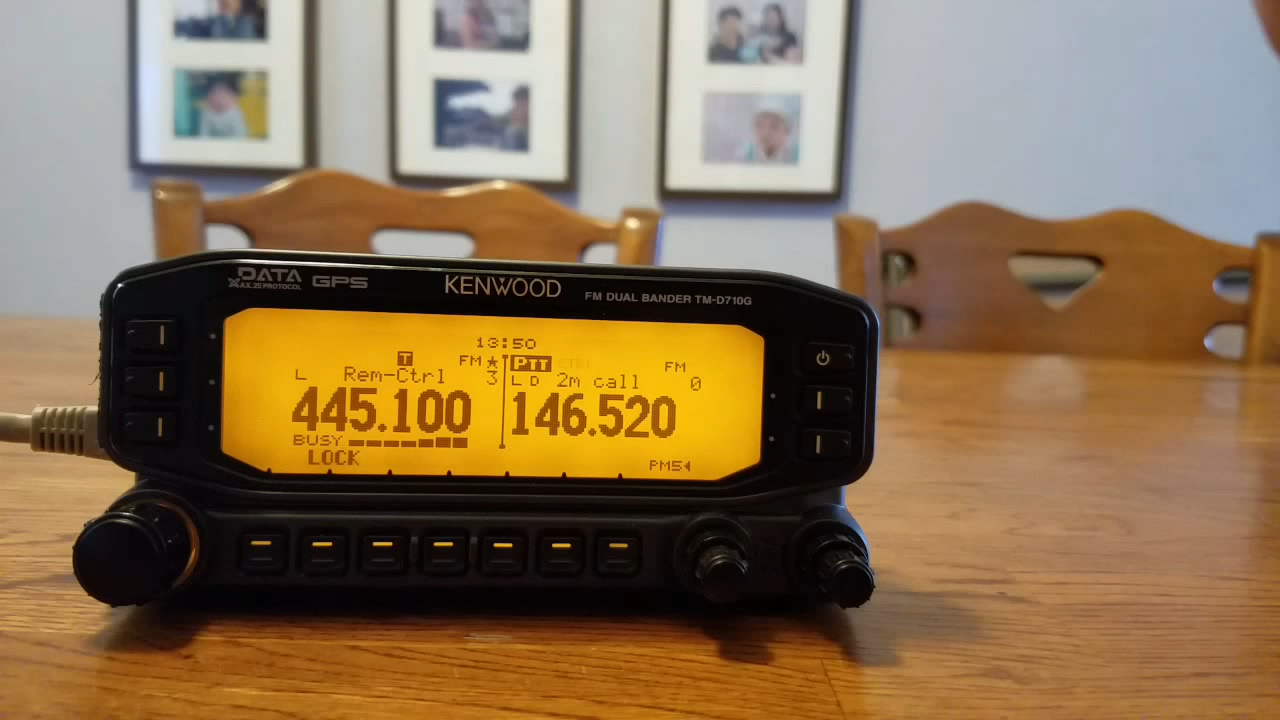 DATA GPS KENWOOD FM DUAL BANDER TM-D710G
AX.25 PROTOCOL
13:50
T FM ★ PTT CTRL FM
L Rem-Ctrl 3 L D 2m call 0
445.100 146.520
BUSY
LOCK PM5◀